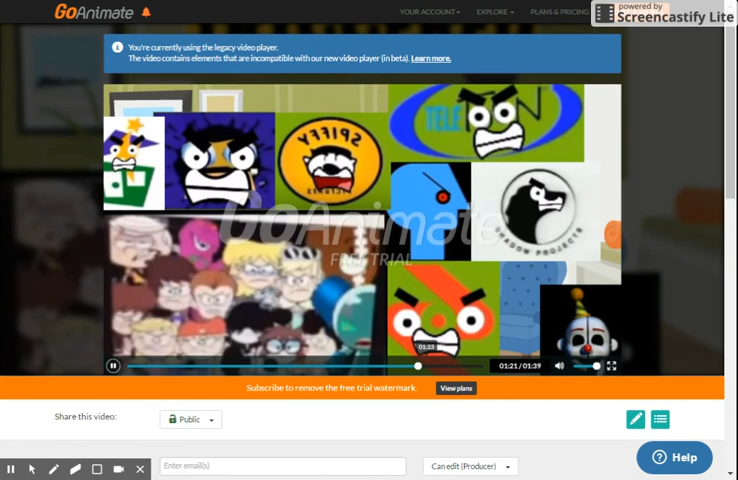 GoAnimate
YOUR ACCOUNT
EXPLORE
PLANS & PRICING
powered by
Screencastify Lite
You're currently using the legacy video player.
The video contains elements that are incompatible with our new video player (in beta). Learn more.
TELE N
SPIFFY
PICTURES
SHADOW PROJECTS
GoAnimate
FREE TRIAL
01:23
01:21 / 01:39
Subscribe to remove the free trial watermark.
View plans
Share this video:
Public
Help
Enter email(s)
Can edit (Producer)